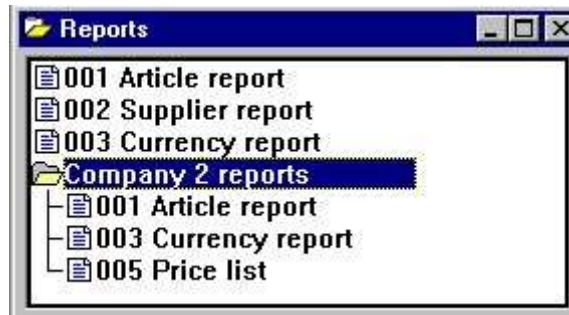 Reports
001 Article report
002 Supplier report
003 Currency report
Company 2 reports
001 Article report
003 Currency report
005 Price list